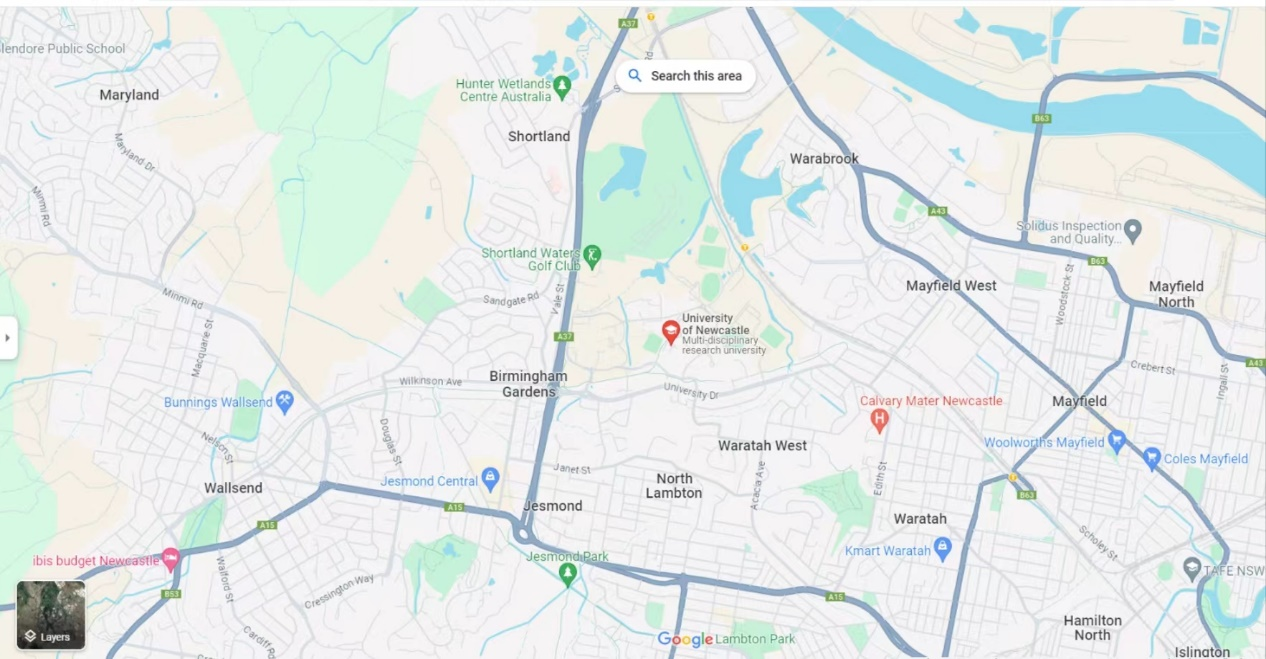 A37
lendore Public School
Search this area
Maryland
Hunter Wetlands
Centre Australia
Shortland
B63
Maryland-Dr
Warabrook
Minmi Rd
A43
Solidus Inspection
and Quality...
Shortland Waters
Golf Club
B63
Mayfield West
Woodstock St
Mayfield
North
Minmi Rd
Sandgate Rd
Vale St
University
of Newcastle
Multi-disciplinary
research university
Macquarie St
A37
A43
Crebert St
Ingall St
Wilkinson Ave
Birmingham
Gardens
University Dr
Bunnings Wallsend
Calvary Mater Newcastle
Mayfield
Douglas St
Nelson St
Waratah West
Woolworths Mayfield
Coles Mayfield
Janet St
Jesmond Central
North
Lambton
Acacia Ave
Edith St
Wallsend
B63
A15
Jesmond
Waratah
A15
Scholey St
Jesmond Park
Kmart Waratah
ibis budget Newcastle
TAFE NSW
Cressington Way
Walford St
B63
A15
Layers
Cardiff Rd
Google
Lambton Park
Hamilton
North
Islington